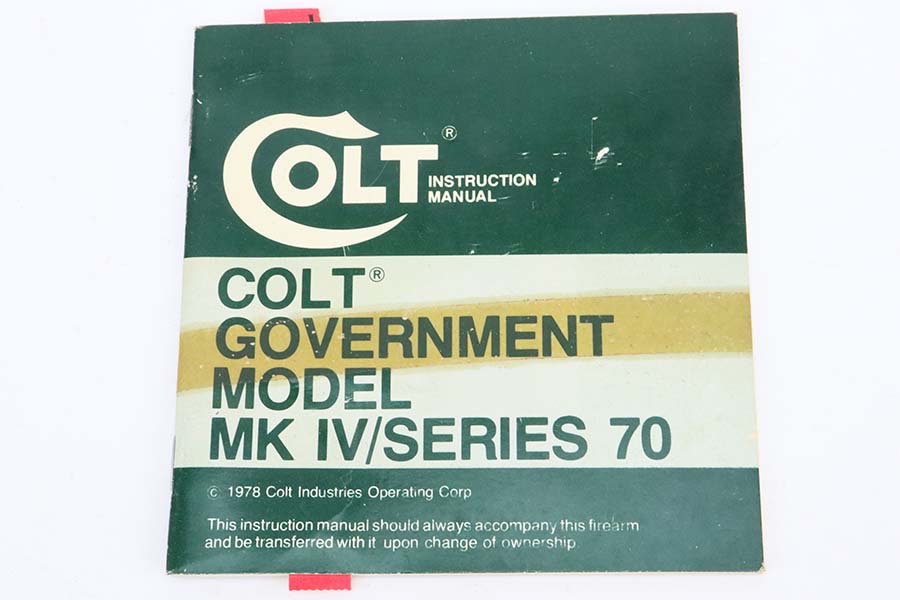 COLT ®
INSTRUCTION
MANUAL
COLT®
GOVERNMENT
MODEL
MK IV/SERIES 70
© 1978 Colt Industries Operating Corp
This instruction manual should always accompany this firearm
and be transferred with it upon change of ownership.